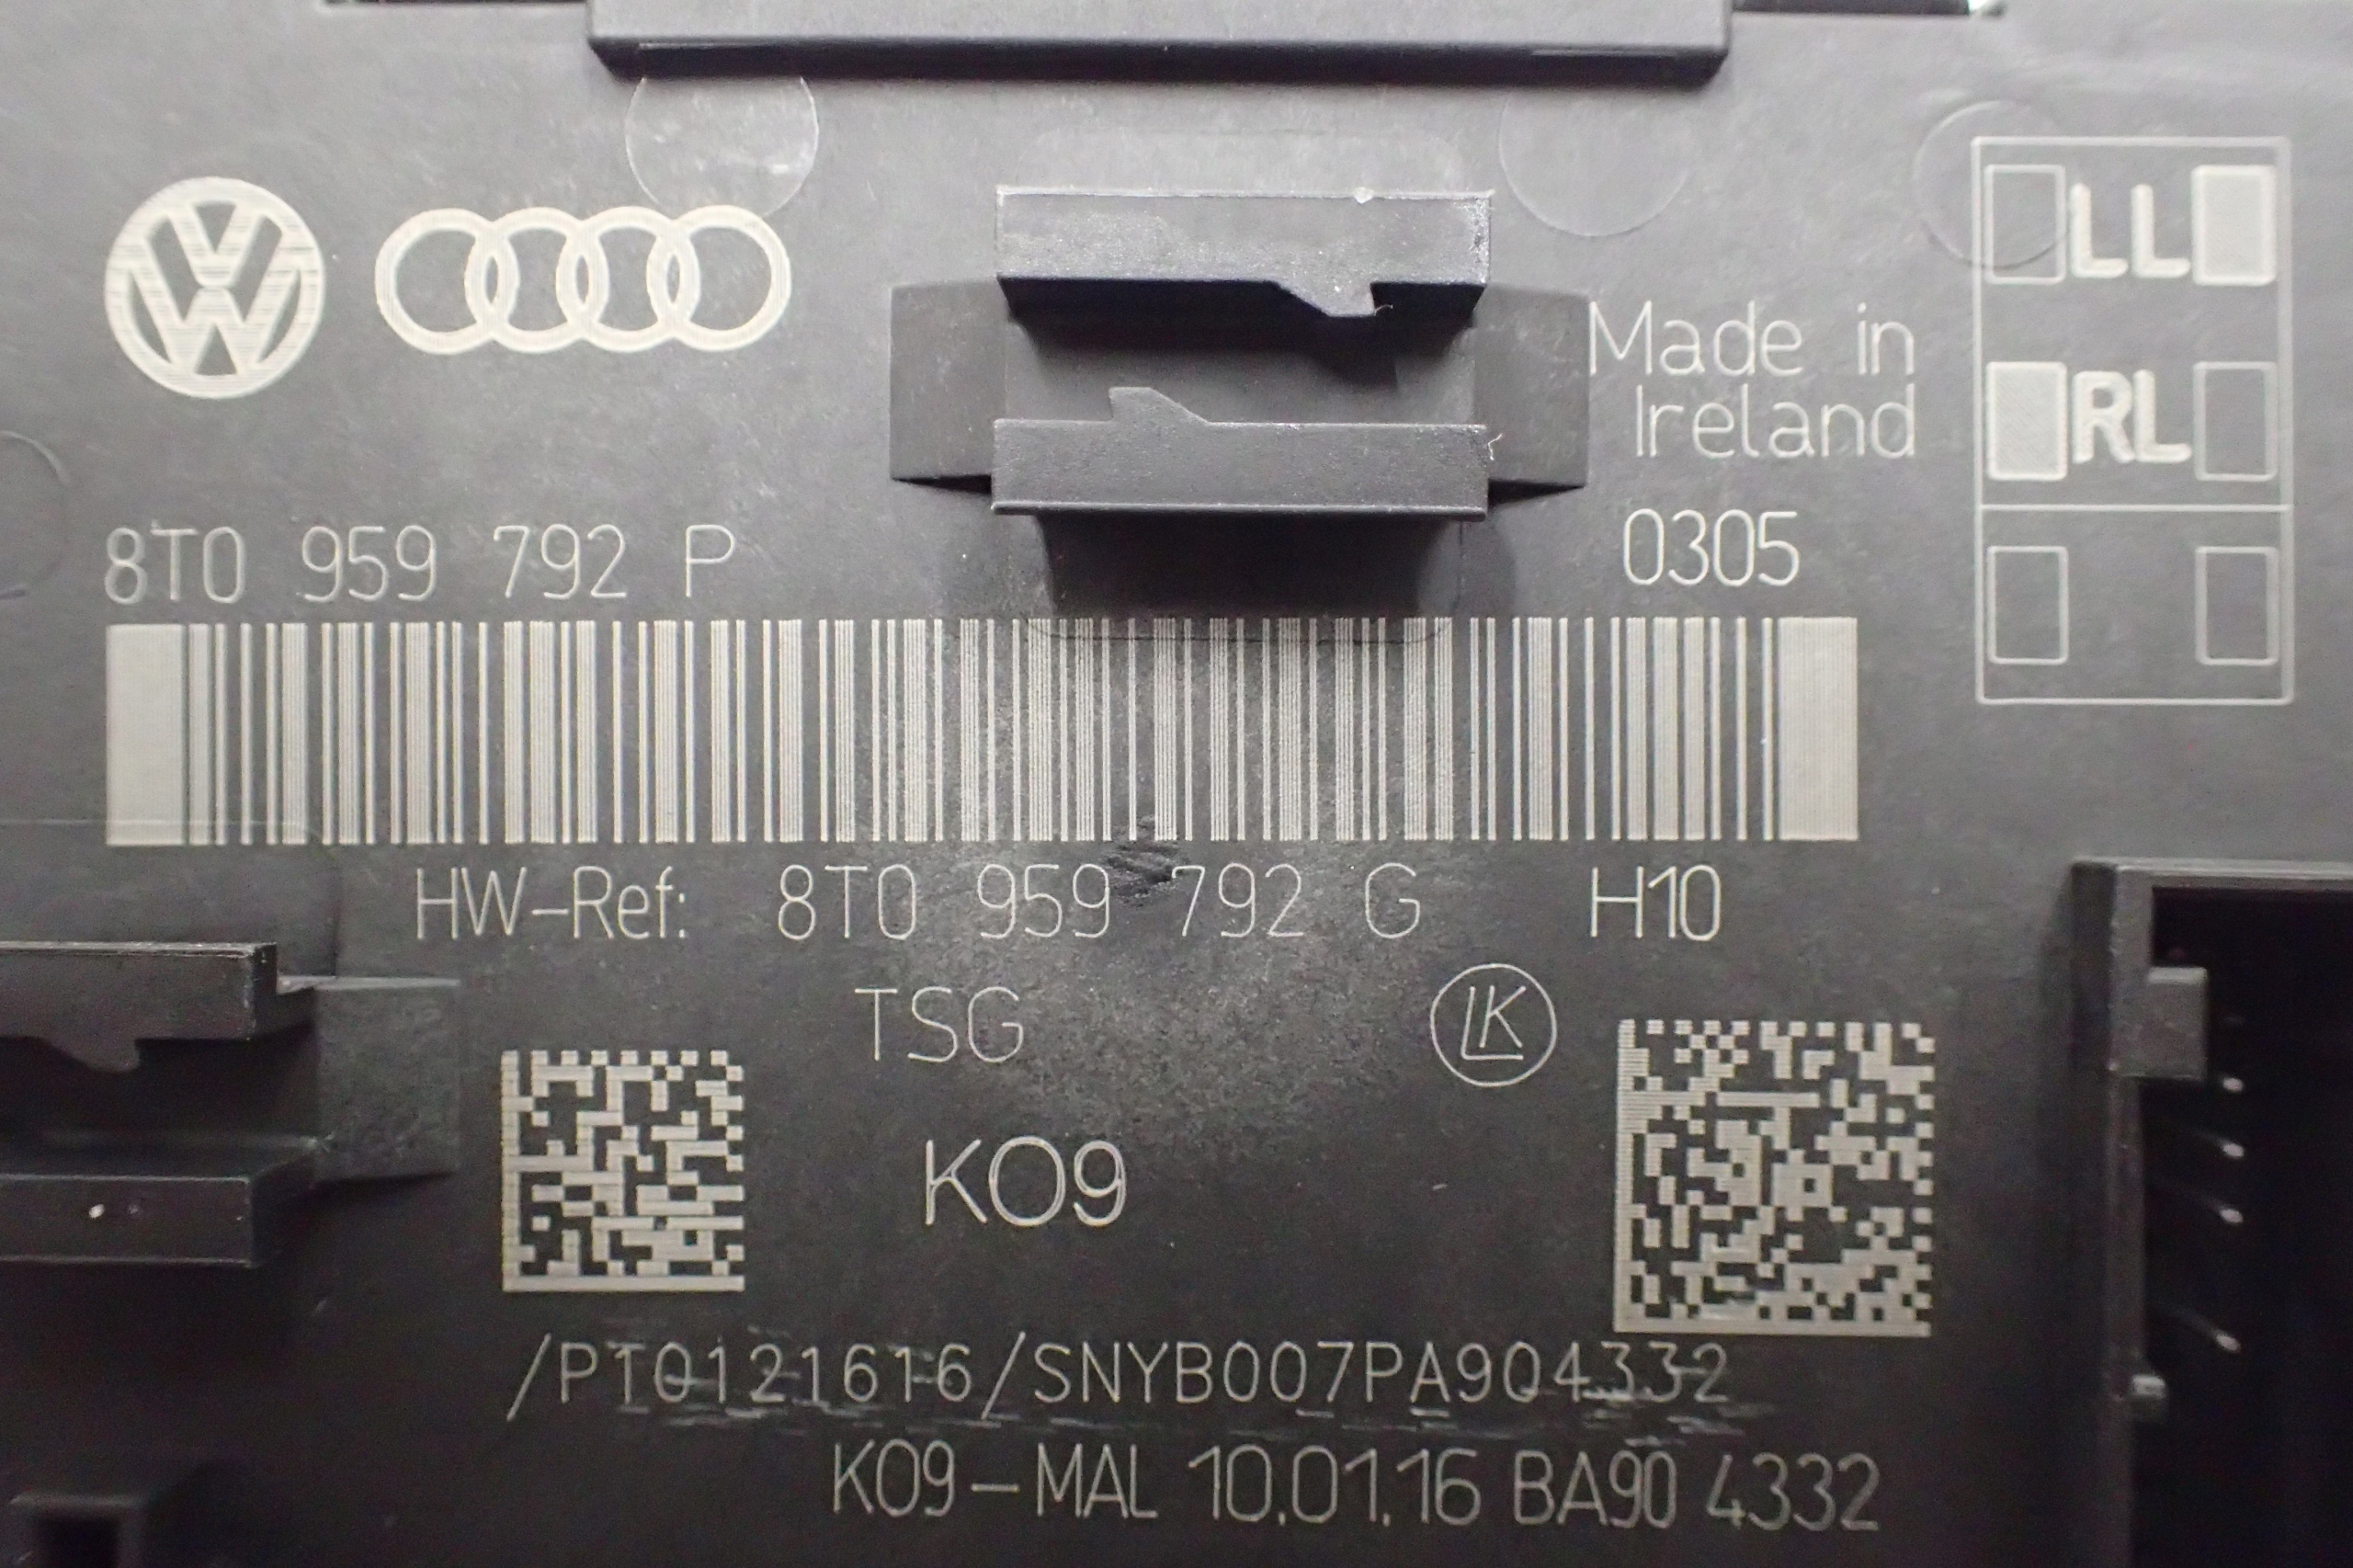 LL
Made in
Ireland
RL
8T0 959 792 P
0305
HW-Ref: 8T0 959 792 G H10
TSG
LK
K09
/PT0121616/SNYB007PA904332
K09-MAL 10.01.16 BA90 4332